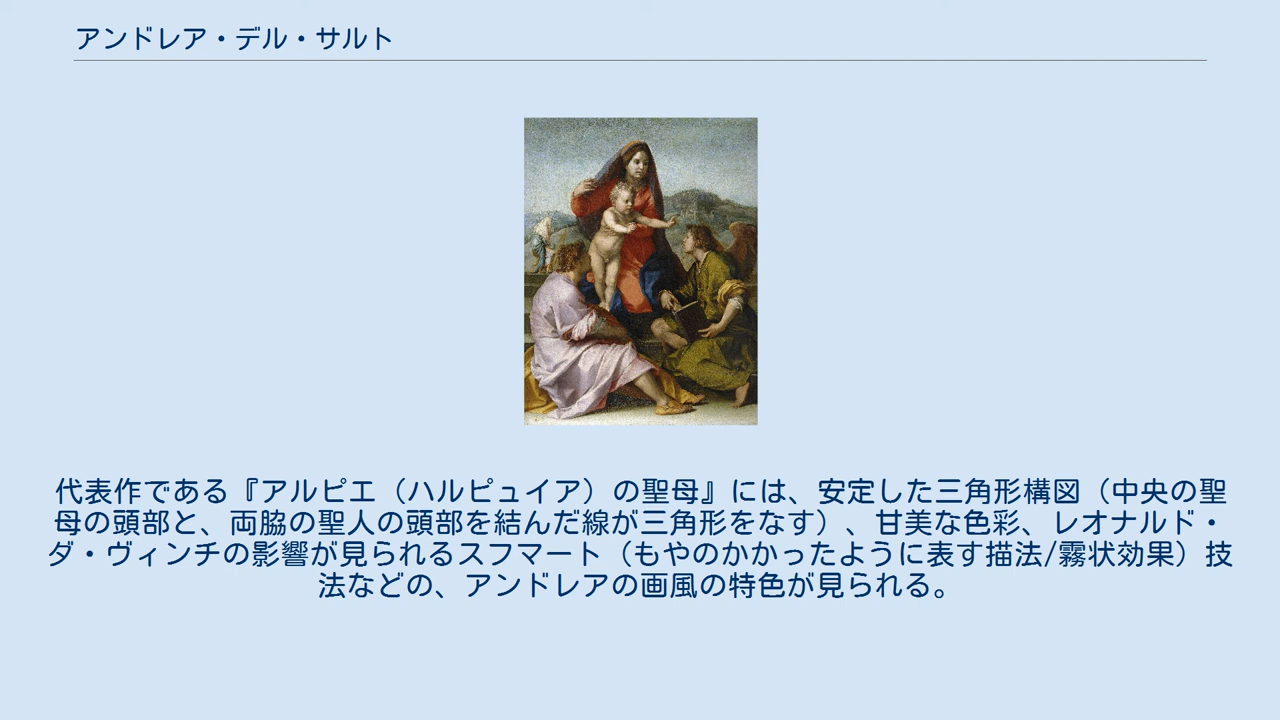 アンドレア・デル・サルト
代表作である『アルピエ（ハルピュイア）の聖母』には、安定した三角形構図（中央の聖
母の頭部と、両脇の聖人の頭部を結んだ線が三角形をなす）、甘美な色彩、レオナルド・
ダ・ヴィンチの影響が見られるスフマート（もやのかかったように表す描法/霧状効果）技
法などの、アンドレアの画風の特色が見られる。